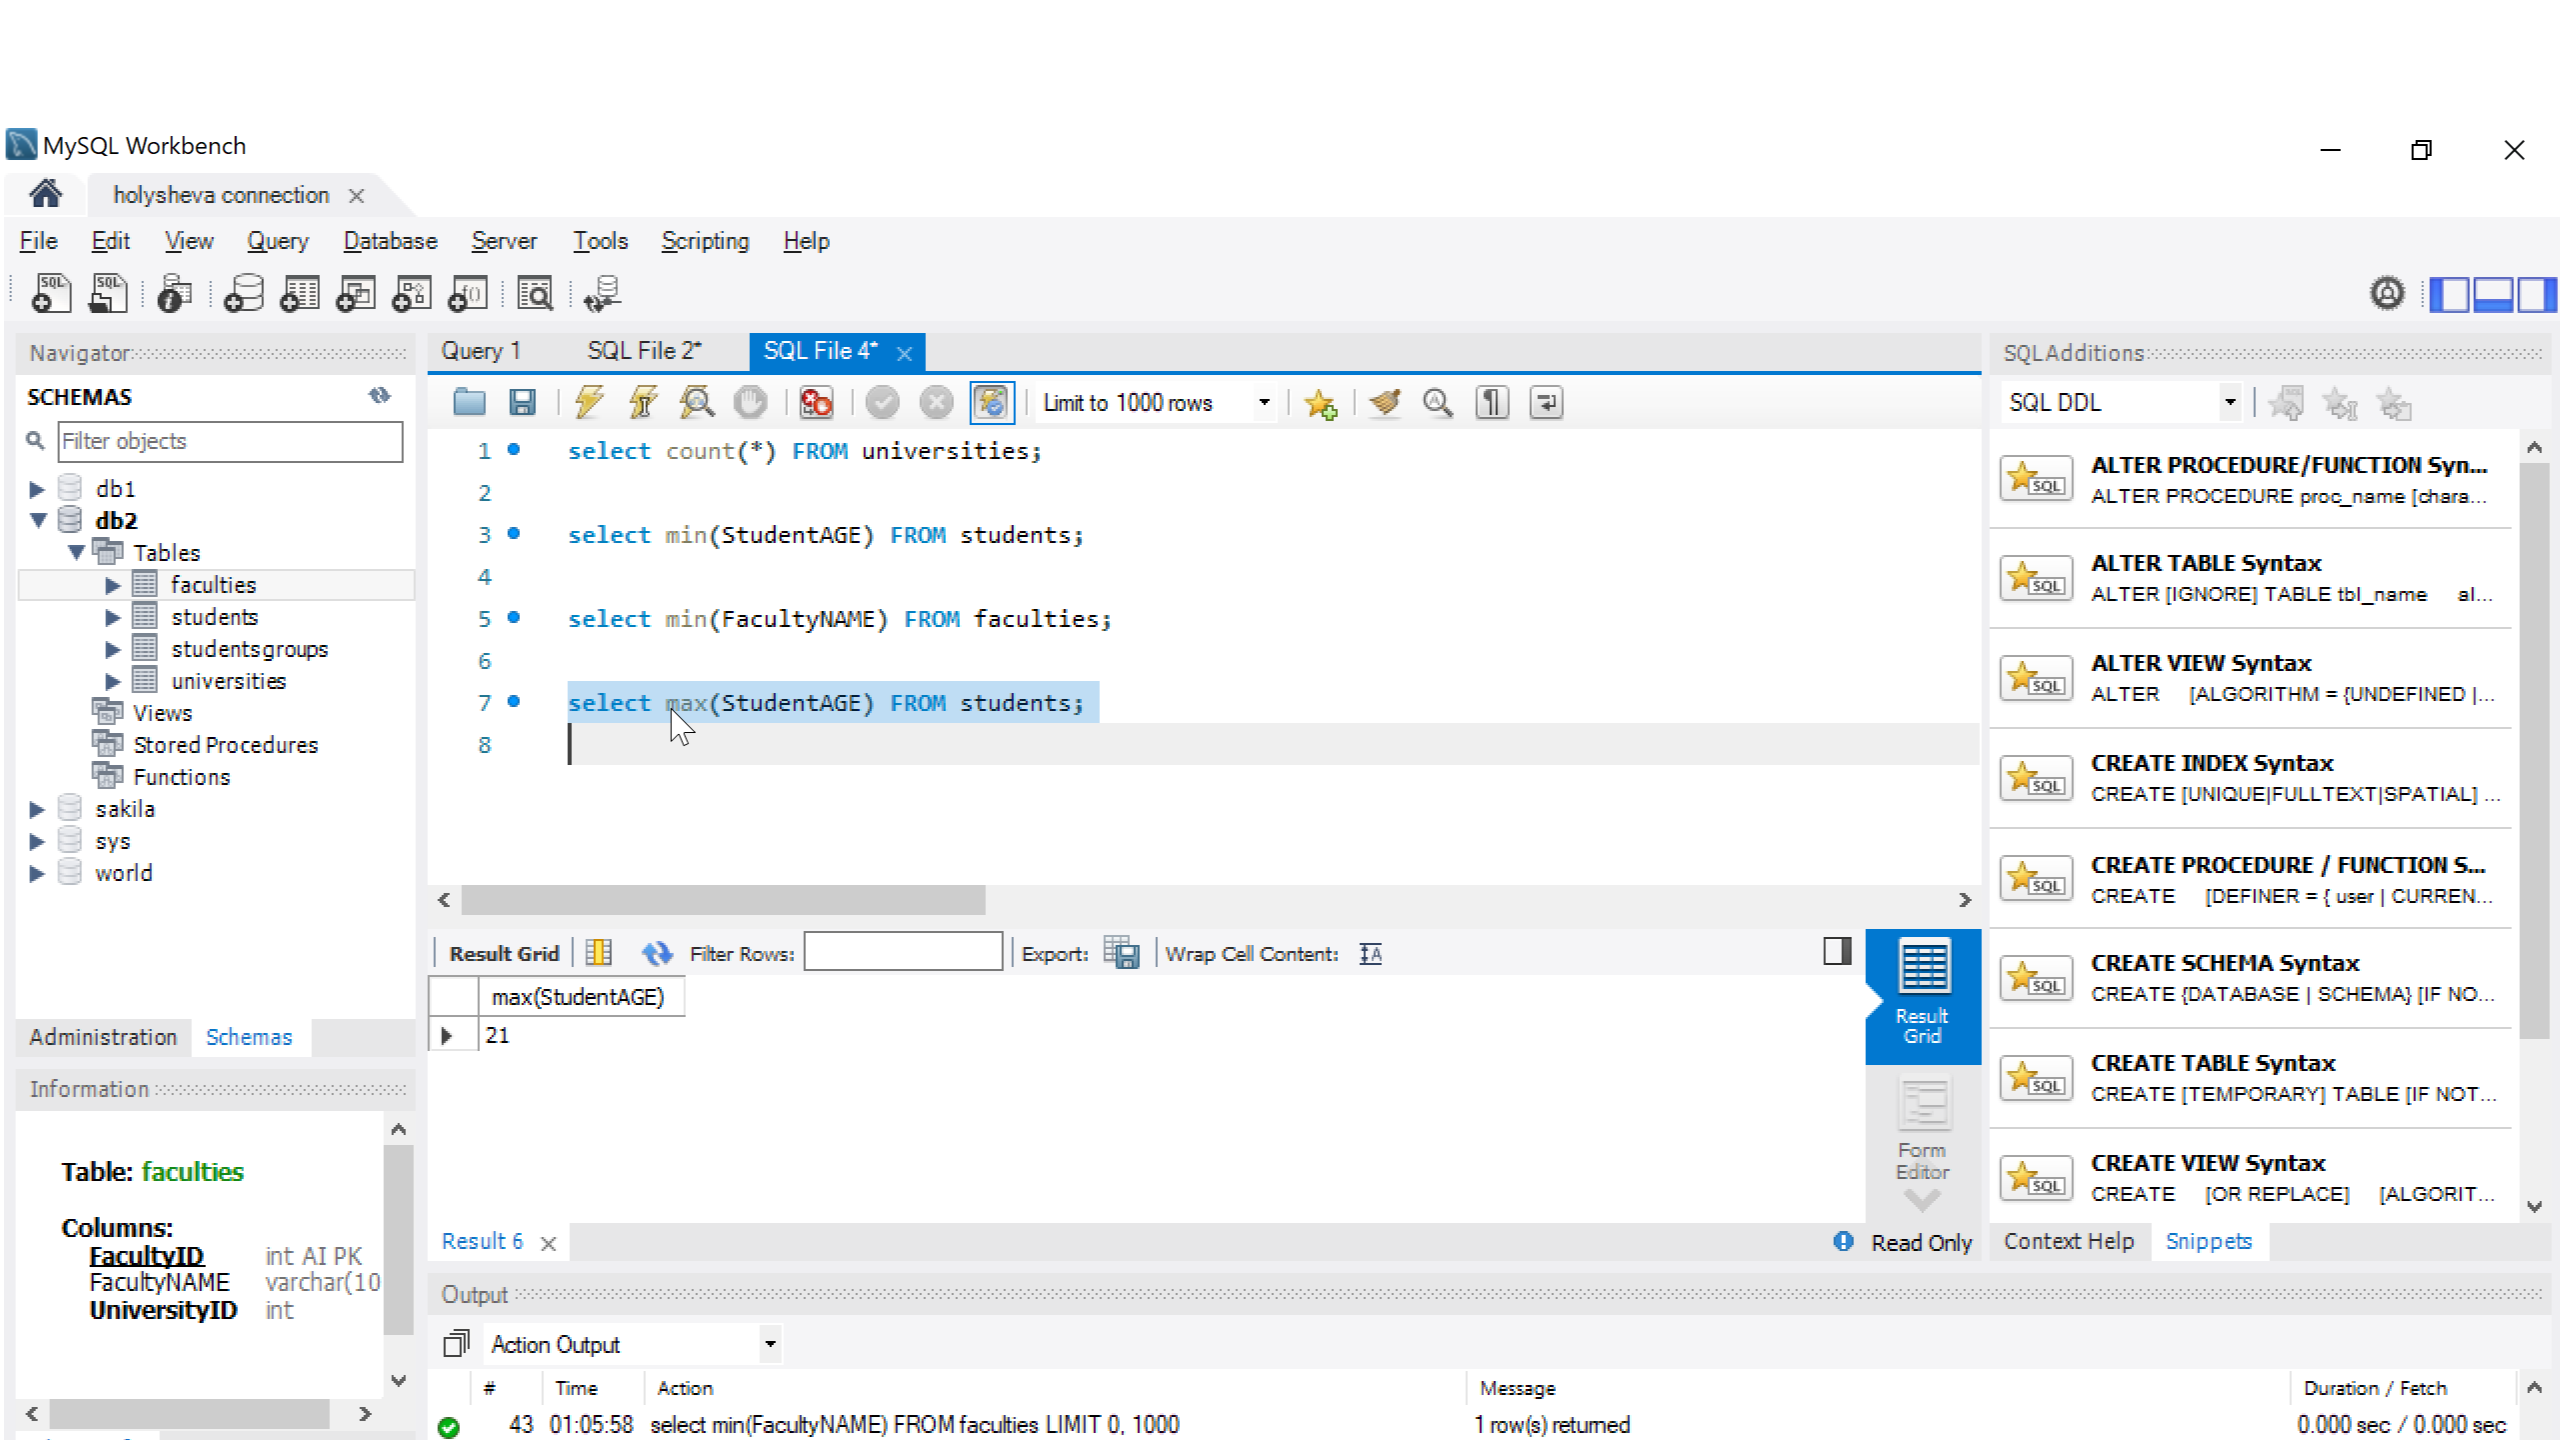 MySQL Workbench
holysheva connection
File Edit View Query Database Server Tools Scripting Help
Navigator
SCHEMAS
Filter objects
db1
db2
Tables
faculties
students
studentsgroups
universities
Views
Stored Procedures
Functions
sakila
sys
world
Administration Schemas
Information
Table: faculties
Columns:
FacultyID int AI PK
FacultyNAME varchar(10
UniversityID int
Query 1 SQL File 2* SQL File 4*
Limit to 1000 rows
1 select count(*) FROM universities;
2
3 select min(StudentAGE) FROM students;
4
5 select min(FacultyNAME) FROM faculties;
6
7 select max(StudentAGE) FROM students;
8
Result Grid Filter Rows: Export: Wrap Cell Content:
max(StudentAGE)
21
Result Grid
Form Editor
Result 6 Read Only
Output
Action Output
# Time Action Message Duration / Fetch
43 01:05:58 select min(FacultyNAME) FROM faculties LIMIT 0, 1000 1 row(s) returned 0.000 sec / 0.000 sec
SQLAdditions
SQL DDL
ALTER PROCEDURE/FUNCTION Syn...
ALTER PROCEDURE proc_name [chara...
ALTER TABLE Syntax
ALTER [IGNORE] TABLE tbl_name al...
ALTER VIEW Syntax
ALTER [ALGORITHM = {UNDEFINED |...
CREATE INDEX Syntax
CREATE [UNIQUE|FULLTEXT|SPATIAL] ...
CREATE PROCEDURE / FUNCTION S...
CREATE [DEFINER = { user | CURREN...
CREATE SCHEMA Syntax
CREATE {DATABASE | SCHEMA} [IF NO...
CREATE TABLE Syntax
CREATE [TEMPORARY] TABLE [IF NOT...
CREATE VIEW Syntax
CREATE [OR REPLACE] [ALGORIT...
Context Help Snippets